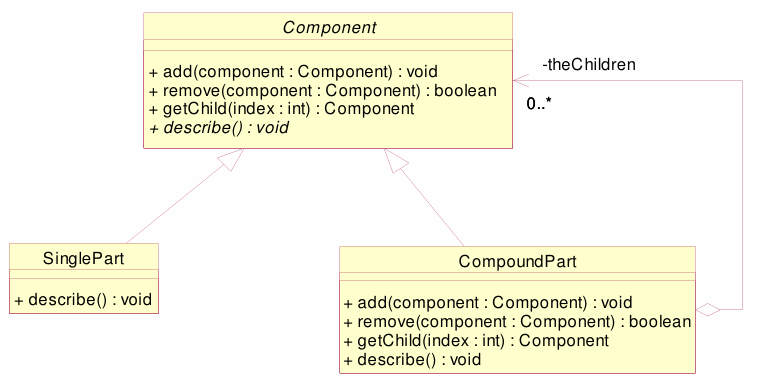 Component
+ add(component : Component) : void
+ remove(component : Component) : boolean
+ getChild(index : int) : Component
+ describe() : void
-theChildren
0..*
SinglePart
+ describe() : void
CompoundPart
+ add(component : Component) : void
+ remove(component : Component) : boolean
+ getChild(index : int) : Component
+ describe() : void